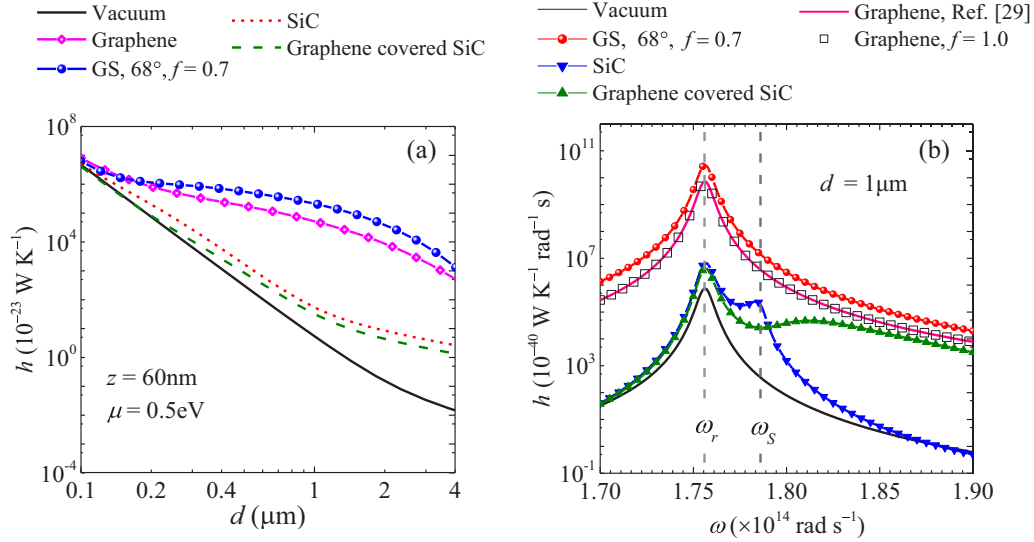 Vacuum
Graphene
GS, 68°, f = 0.7
SiC
Graphene covered SiC
(a)
10^8
10^4
10^0
10^-4
h (10^-23 W K^-1)
z = 60nm
μ = 0.5eV
0.1 0.2 0.4 1 2 4
d (μm)
Vacuum
GS, 68°, f = 0.7
SiC
Graphene covered SiC
Graphene, Ref. [29]
Graphene, f = 1.0
(b)
d = 1μm
10^11
10^7
10^3
10^-1
h (10^-40 W K^-1 rad^-1 s)
ω_r
ω_S
1.70 1.75 1.80 1.85 1.90
ω (×10^14 rad s^-1)